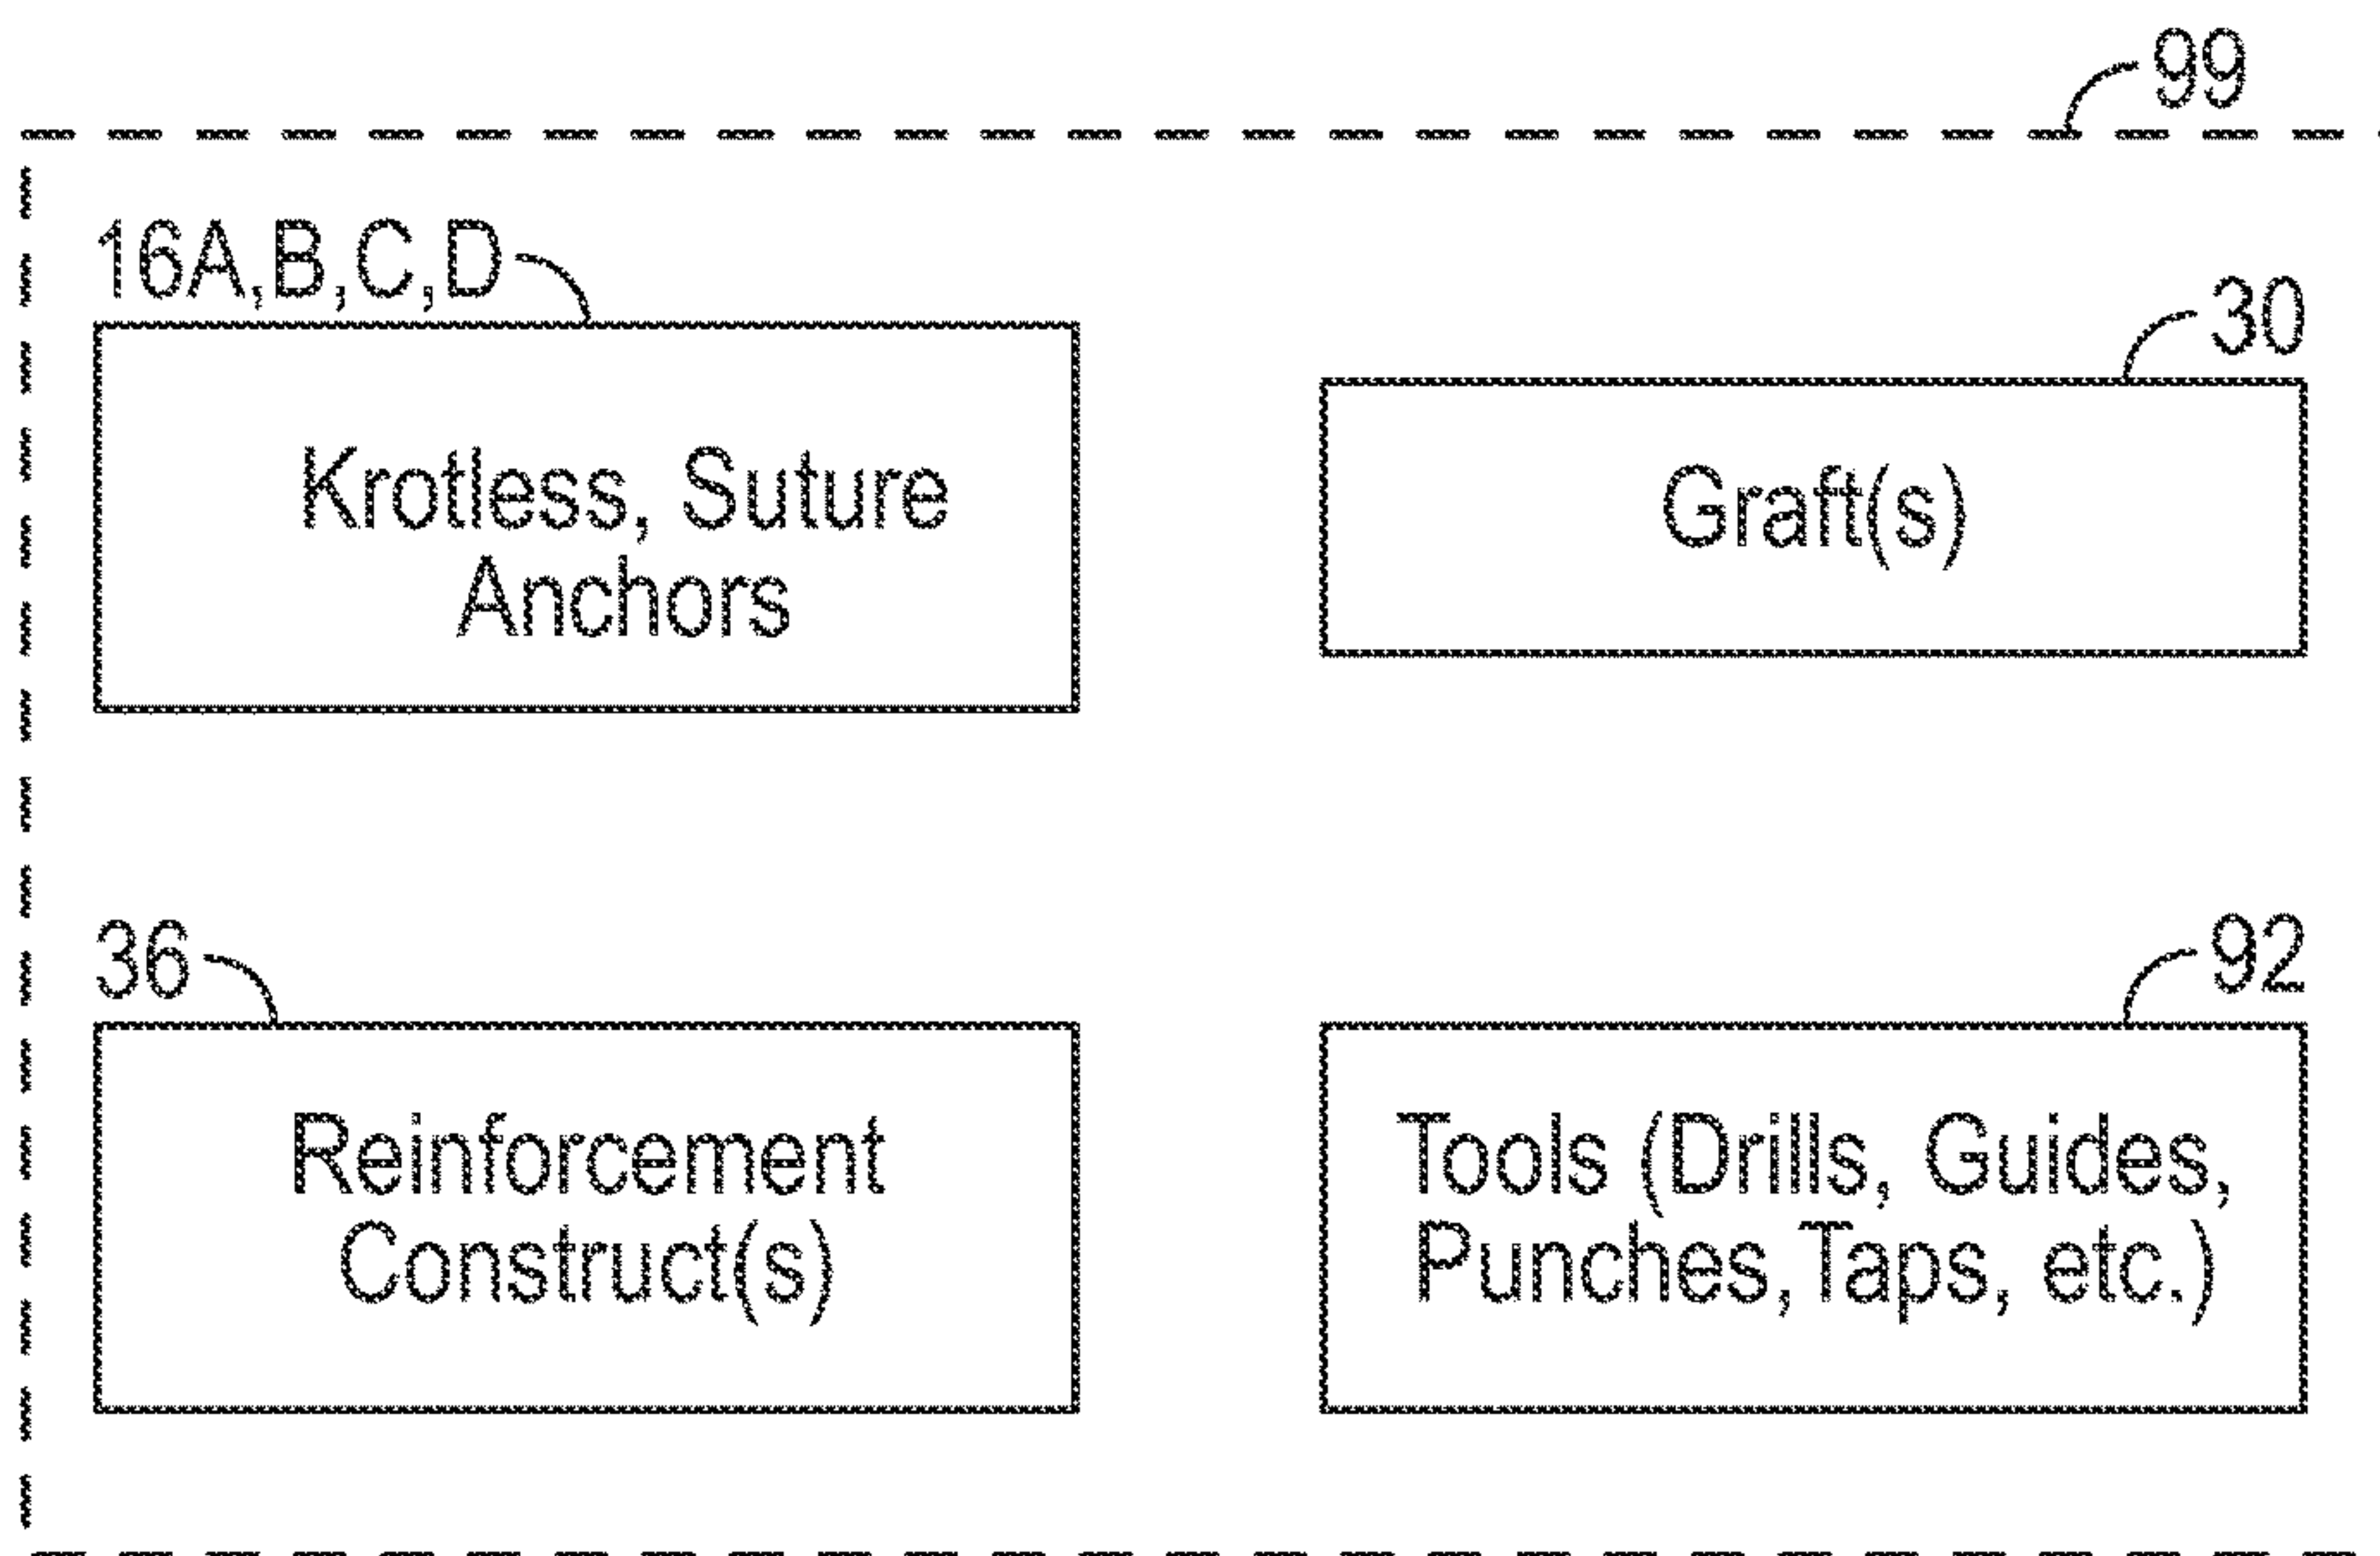 99
16A,B,C,D
Krotless, Suture
Anchors
30
Graft(s)
36
Reinforcement
Construct(s)
92
Tools (Drills, Guides,
Punches,Taps, etc.)